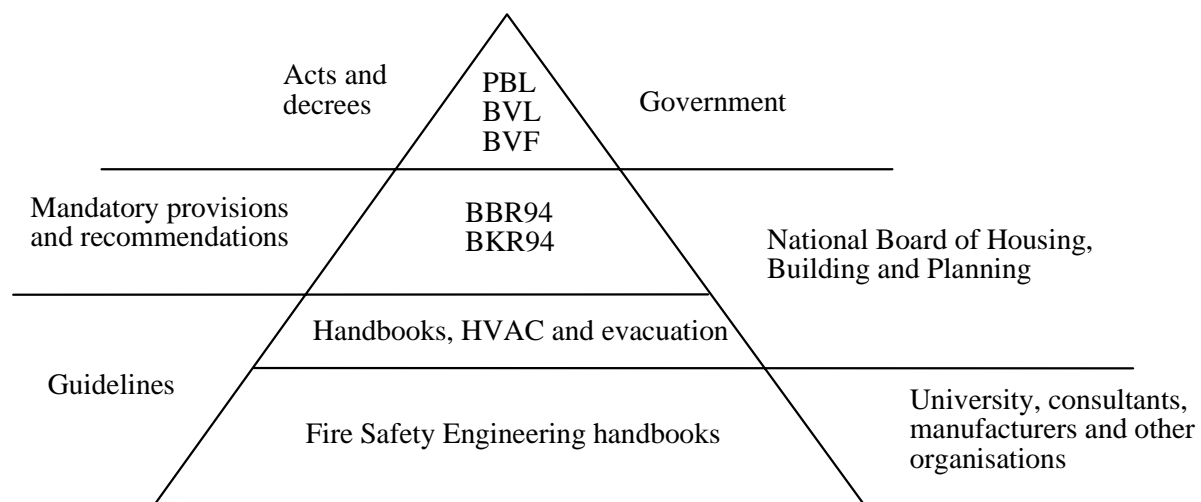 Acts and
decrees
PBL
BVL
BVF
Government
Mandatory provisions
and recommendations
BBR94
BKR94
National Board of Housing,
Building and Planning
Handbooks, HVAC and evacuation
Guidelines
Fire Safety Engineering handbooks
University, consultants,
manufacturers and other
organisations